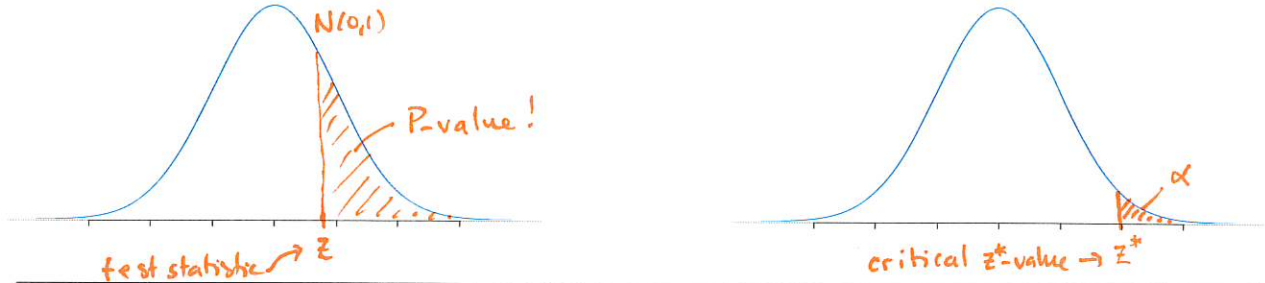 N(0,1)
P-value!
z
test statistic
α
critical z*-value → z*